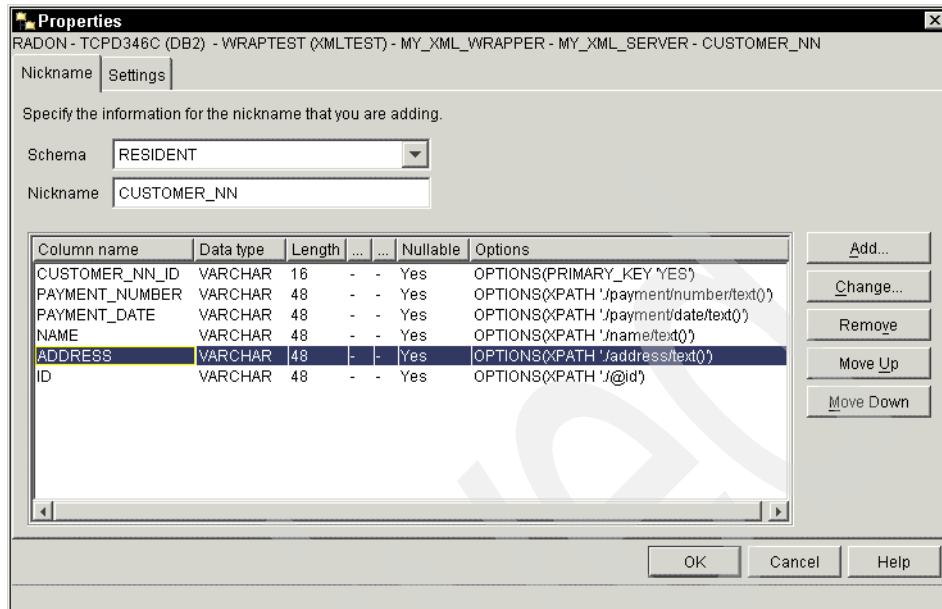 Properties
RADON - TCPD346C (DB2) - WRAPTEST (XMLTEST) - MY_XML_WRAPPER - MY_XML_SERVER - CUSTOMER_NN
Nickname Settings
Specify the information for the nickname that you are adding.
Schema RESIDENT
Nickname CUSTOMER_NN
Column name Data type Length ... ... Nullable Options
CUSTOMER_NN_ID VARCHAR 16 - - Yes OPTIONS(PRIMARY_KEY 'YES')
PAYMENT_NUMBER VARCHAR 48 - - Yes OPTIONS(XPATH './payment/number/text()')
PAYMENT_DATE VARCHAR 48 - - Yes OPTIONS(XPATH './payment/date/text()')
NAME VARCHAR 48 - - Yes OPTIONS(XPATH './name/text()')
ADDRESS VARCHAR 48 - - Yes OPTIONS(XPATH './address/text()')
ID VARCHAR 48 - - Yes OPTIONS(XPATH './@id')
Add...
Change...
Remove
Move Up
Move Down
OK Cancel Help